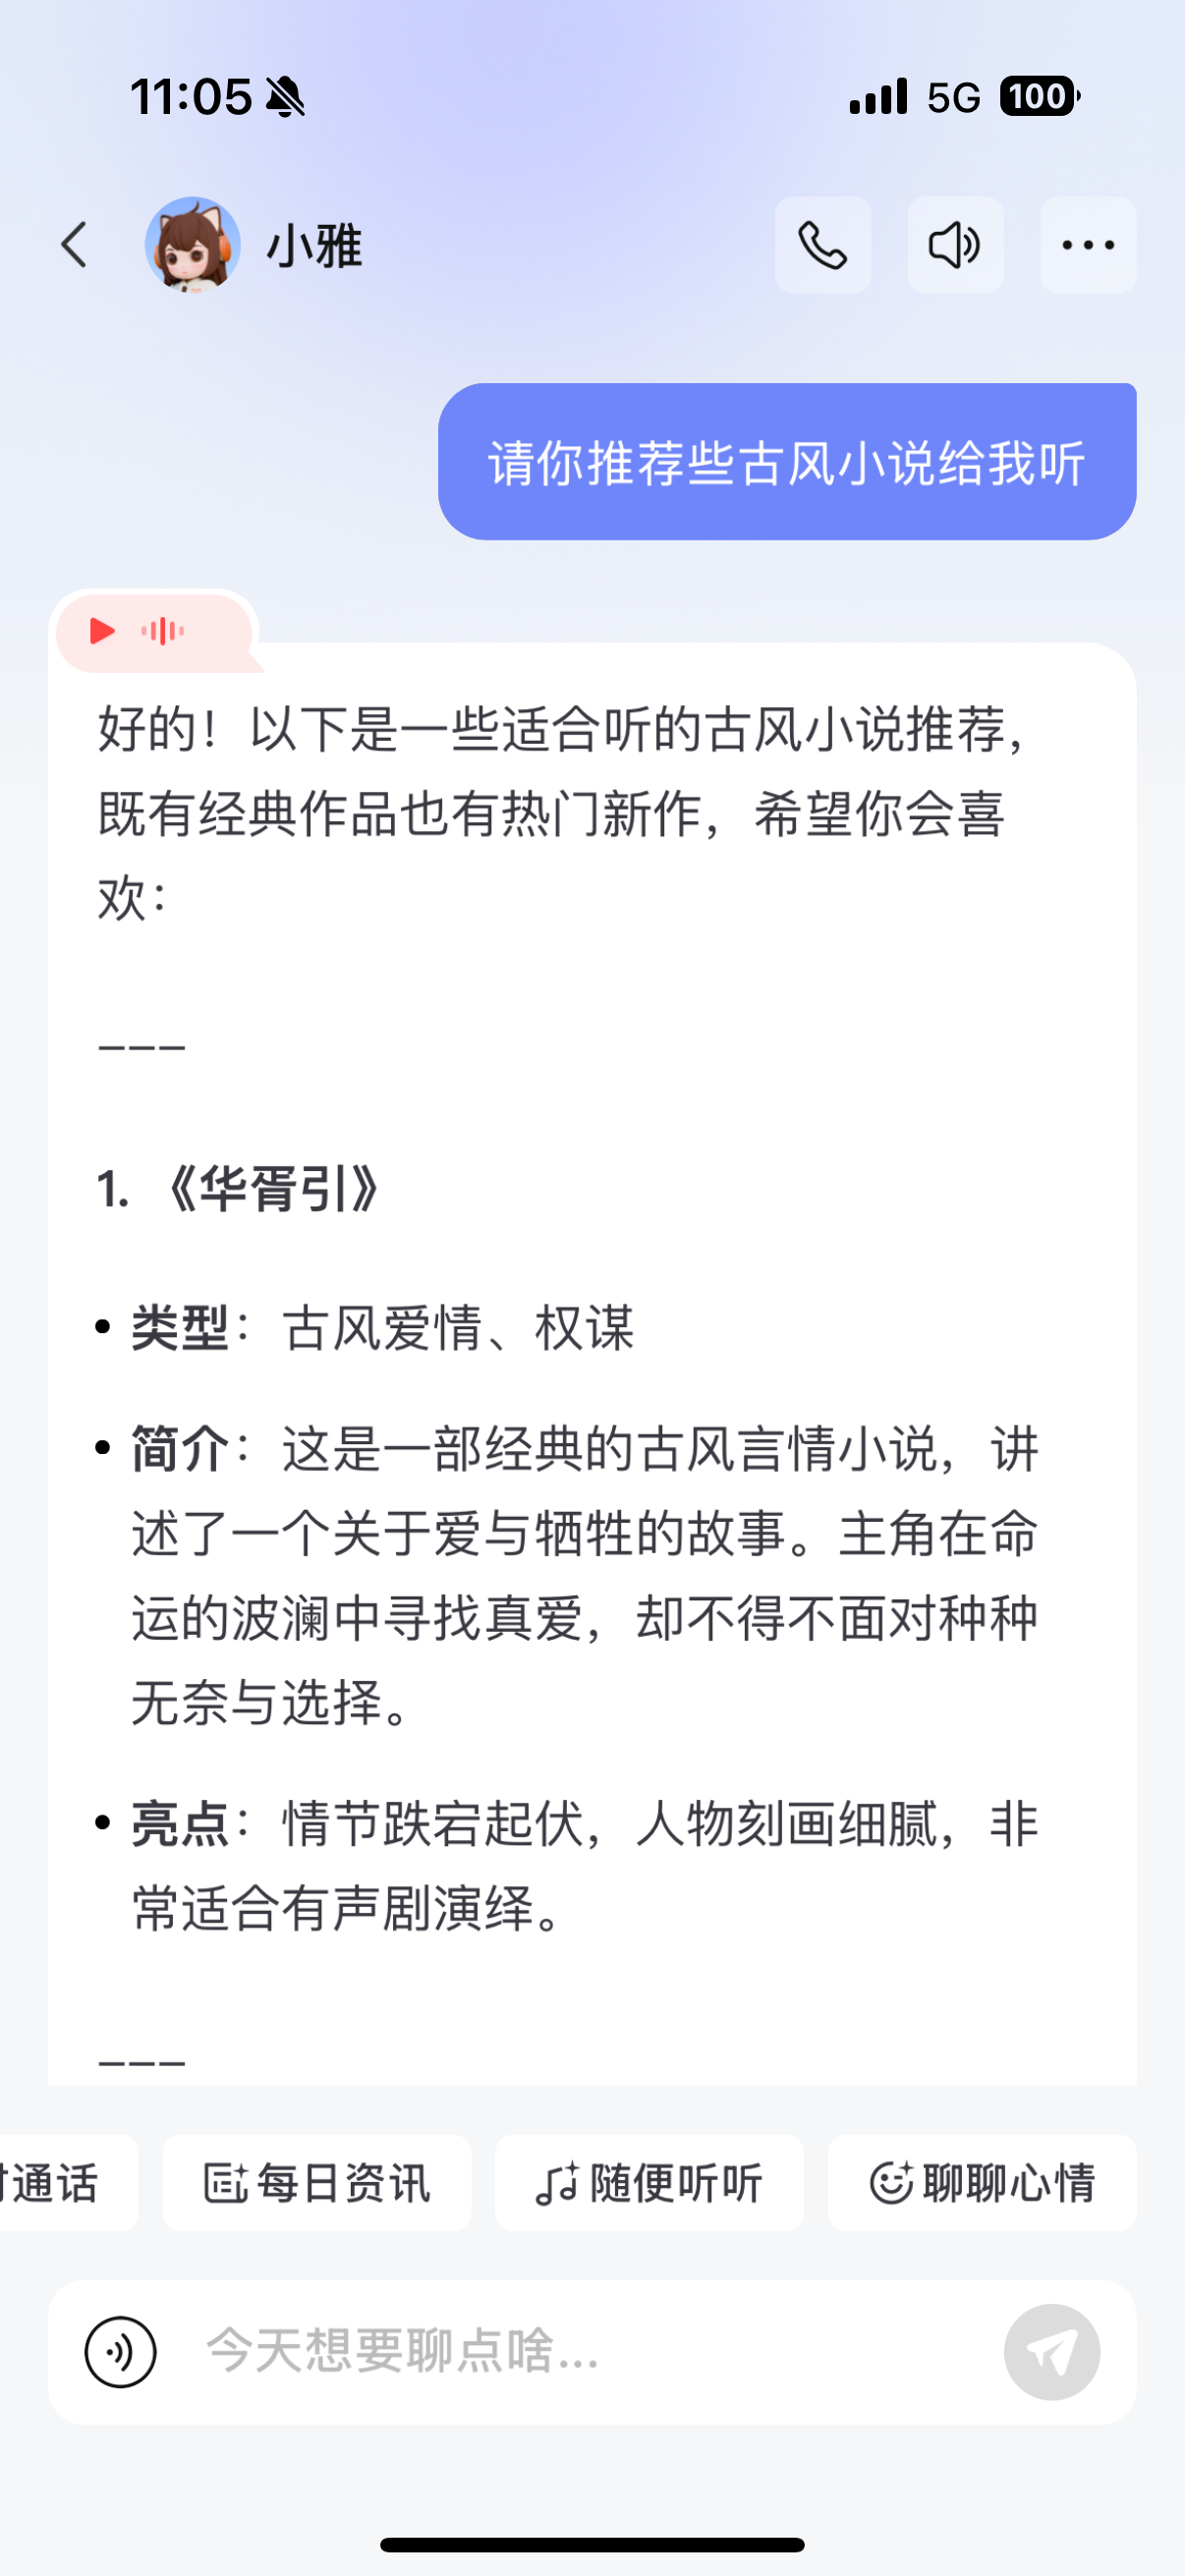 11:05
5G 100
小雅
请你推荐些古风小说给我听
好的！以下是一些适合听的古风小说推荐，
既有经典作品也有热门新作，希望你会喜
欢：
---
1. 《华胥引》
• 类型：古风爱情、权谋
• 简介：这是一部经典的古风言情小说，讲
述了一个关于爱与牺牲的故事。主角在命
运的波澜中寻找真爱，却不得不面对种种
无奈与选择。
• 亮点：情节跌宕起伏，人物刻画细腻，非
常适合有声剧演绎。
---
通话 每日资讯 随便听听 聊聊心情
今天想要聊点啥...